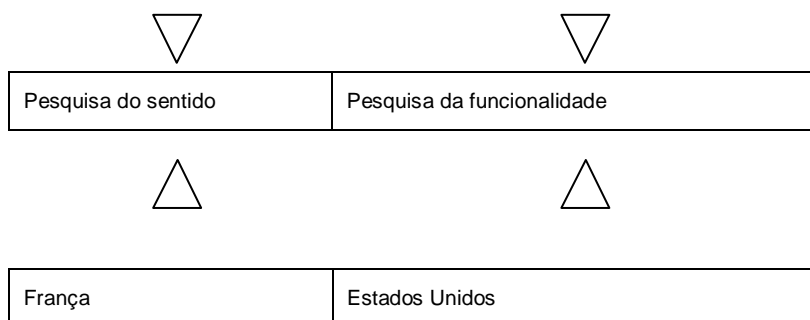 Pesquisa do sentido
Pesquisa da funcionalidade
França
Estados Unidos